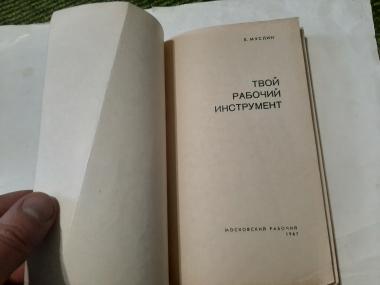 Е. МУСЛИН
ТВОЙ
РАБОЧИЙ
ИНСТРУМЕНТ
МОСКОВСКИЙ РАБОЧИЙ
1967